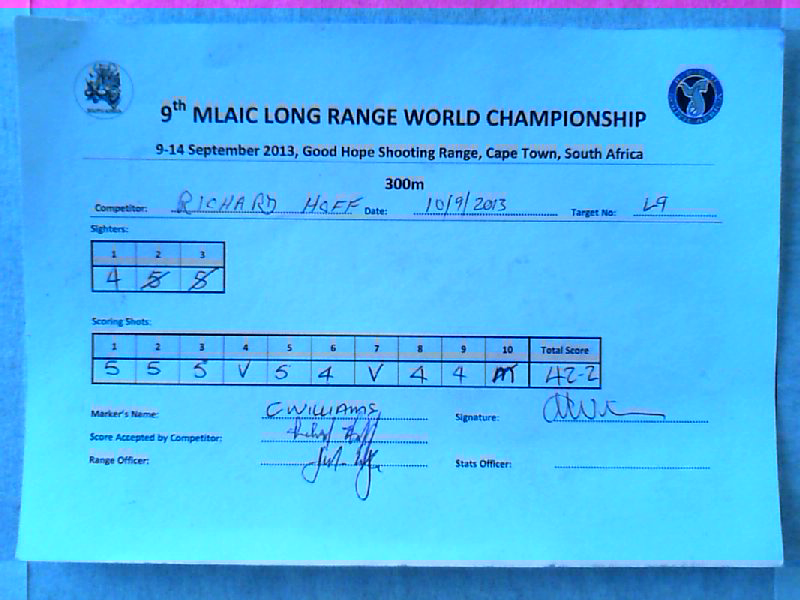 9th MLAIC LONG RANGE WORLD CHAMPIONSHIP
9-14 September 2013, Good Hope Shooting Range, Cape Town, South Africa
300m
Competitor: RICHARD HOFF Date: 10/9/2013 Target No: L9
Sighters:
1 2 3
4 5 5
Scoring Shots:
1 2 3 4 5 6 7 8 9 10 Total Score
5 5 5 V 5 4 V 4 4 M 42-2
Marker's Name: C WILLIAMS Signature:
Score Accepted by Competitor:
Range Officer: Stats Officer: